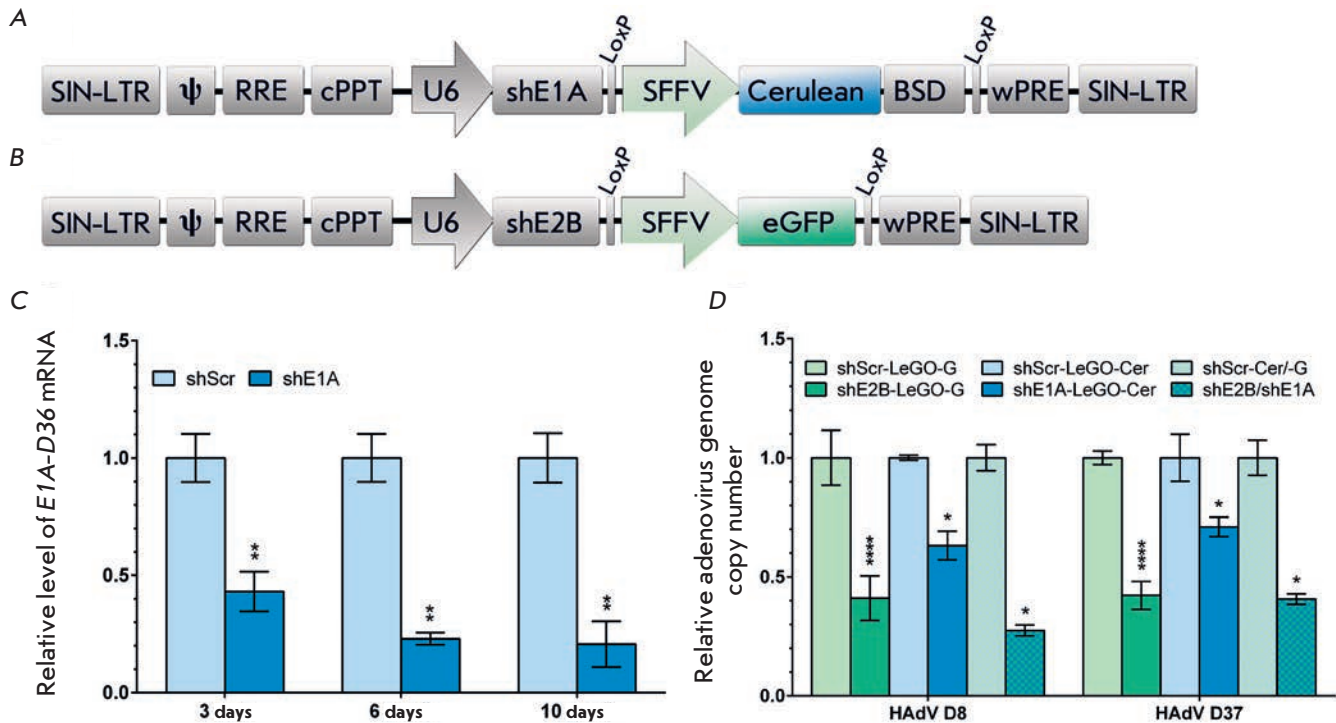 A
SIN-LTR ψ RRE cPPT U6 shE1A LoxP SFFV Cerulean BSD LoxP wPRE SIN-LTR
B
SIN-LTR ψ RRE cPPT U6 shE2B LoxP SFFV eGFP LoxP wPRE SIN-LTR
C
Relative level of E1A-D36 mRNA
1.5
1.0
0.5
0.0
shScr shE1A
**
**
**
3 days 6 days 10 days
D
Relative adenovirus genome
copy number
1.5
1.0
0.5
0.0
shScr-LeGO-G shScr-LeGO-Cer shScr-Cer/-G
shE2B-LeGO-G shE1A-LeGO-Cer shE2B/shE1A
****
*
*
****
*
*
HAdV D8 HAdV D37